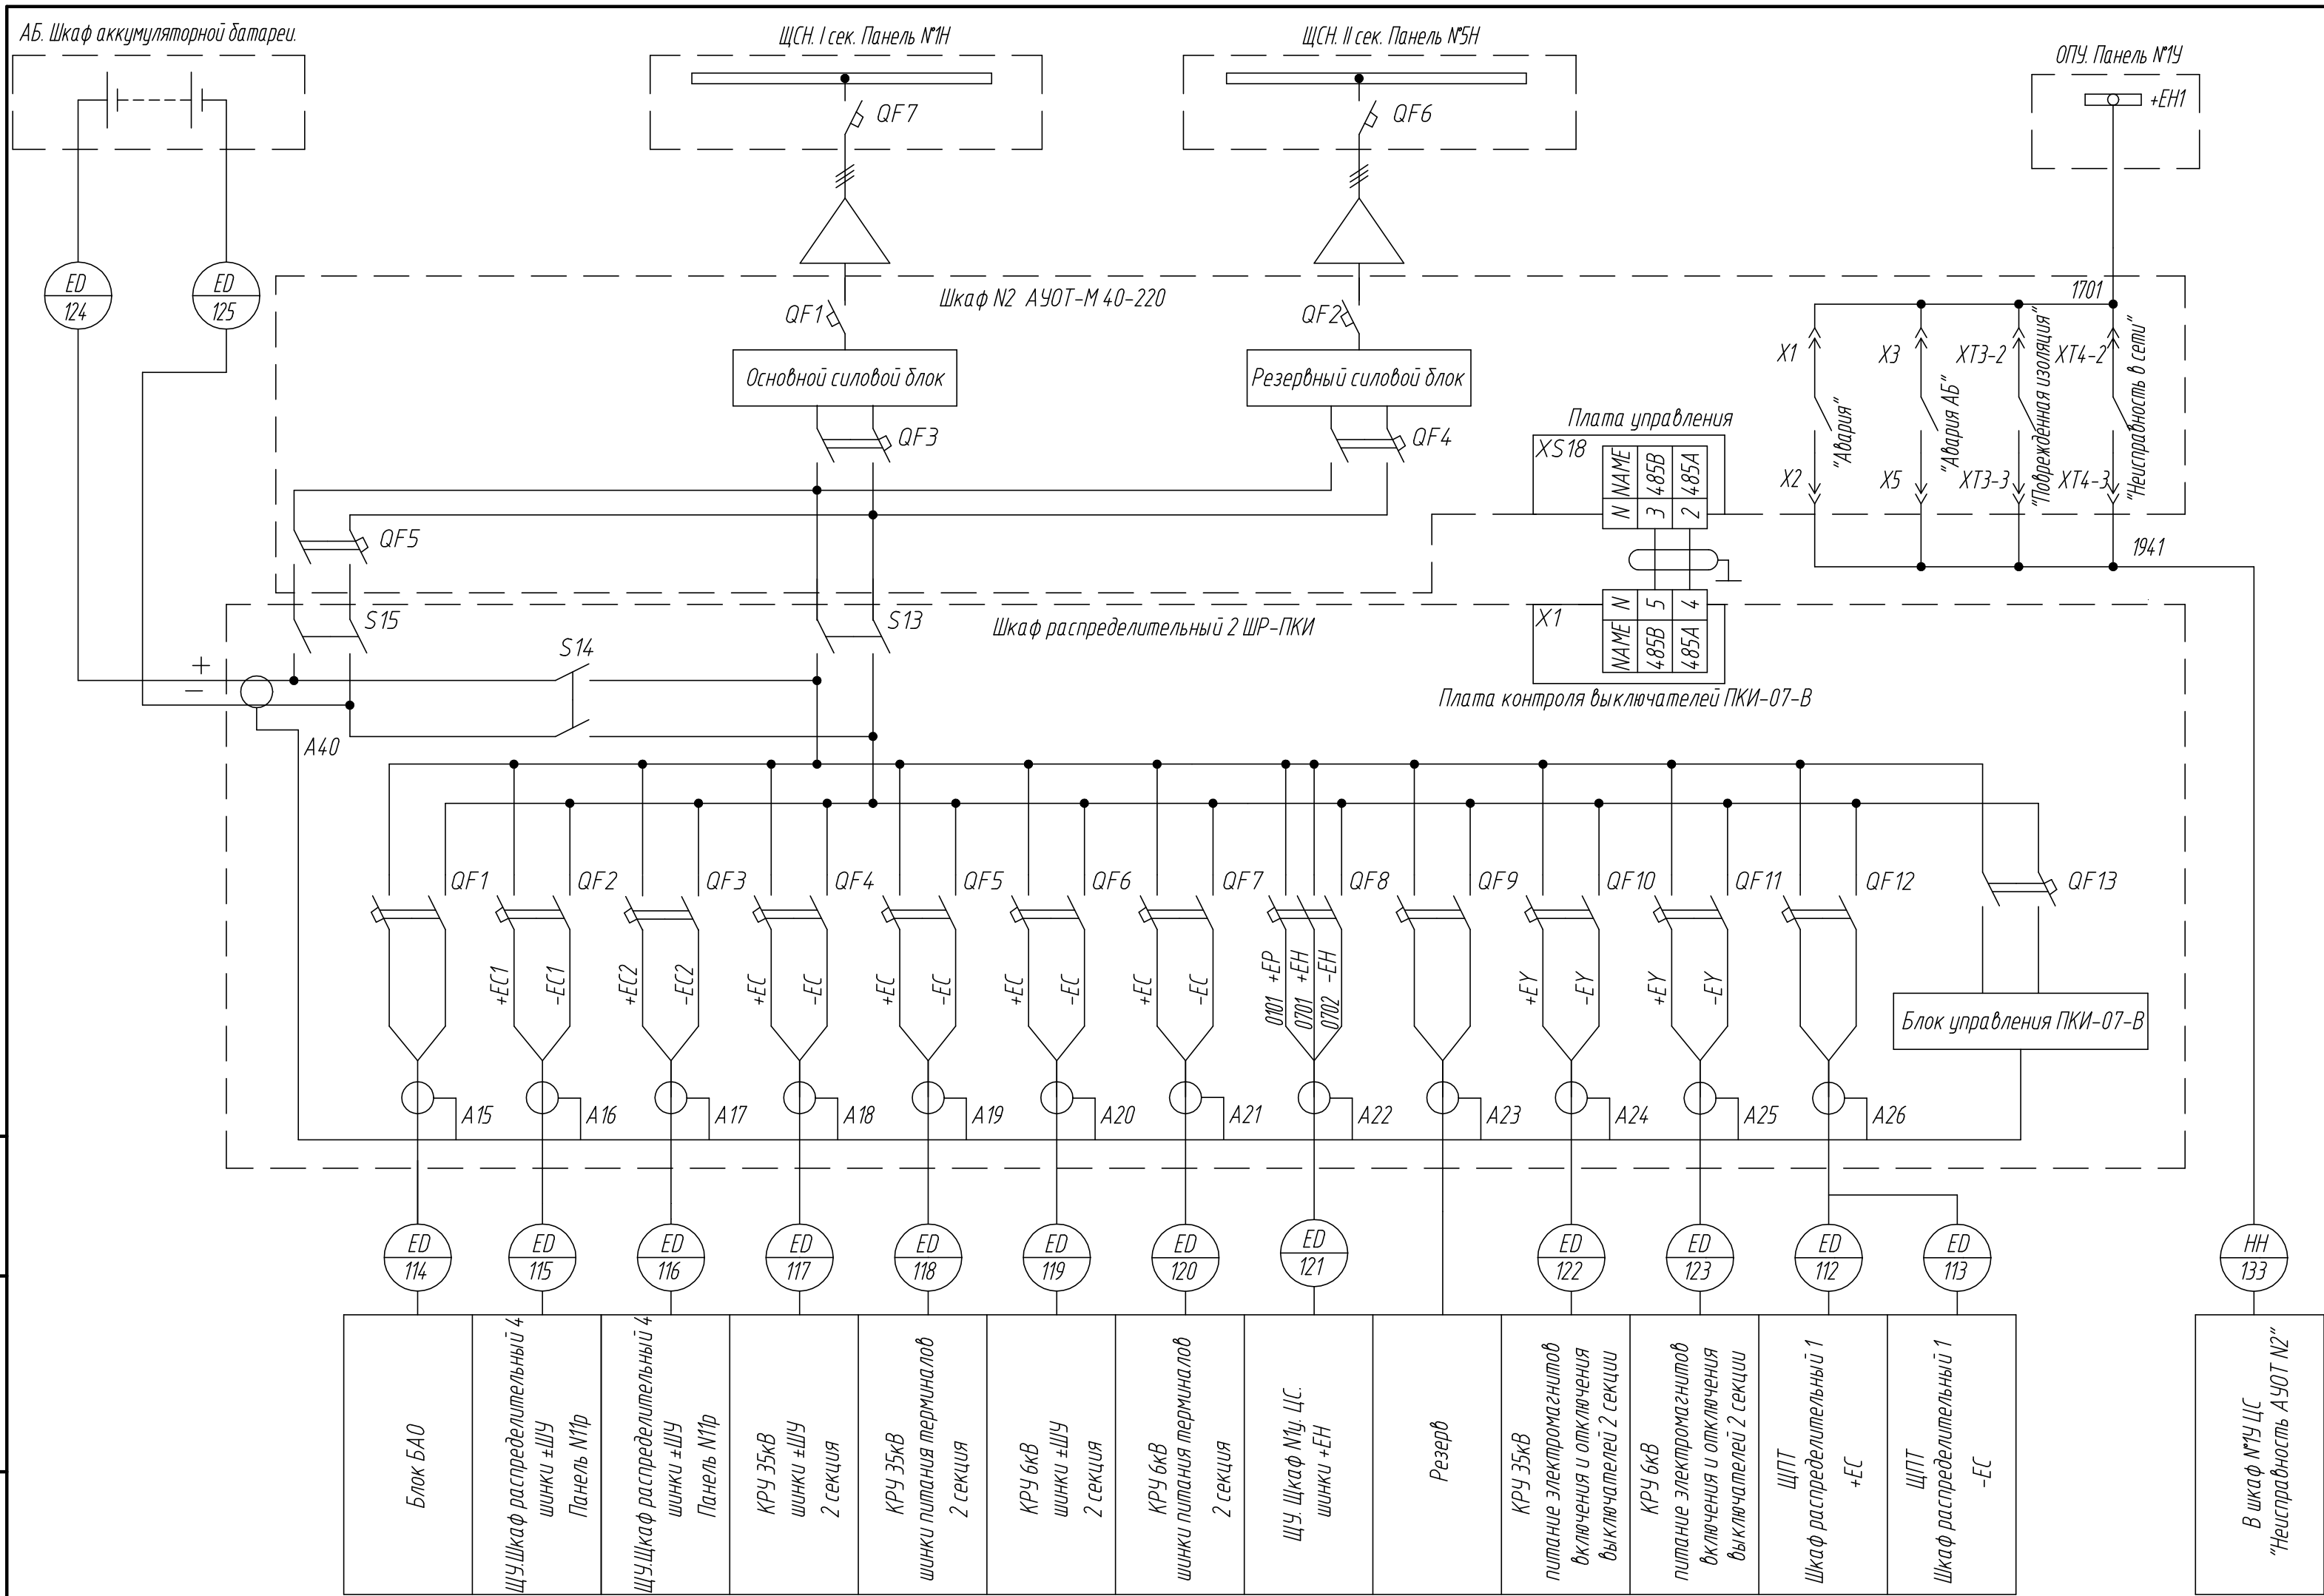 АБ. Шкаф аккумуляторной батареи.
ЩСН. I сек. Панель №1Н
ЩСН. II сек. Панель №5Н
ОПУ. Панель №1У
+ЕН1
QF7
QF6
ED
124
ED
125
Шкаф N2 АУОТ-М 40-220
QF1
QF2
Основной силовой блок
Резервный силовой блок
QF3
QF4
QF5
1701
X1
X3
XT3-2
XT4-2
"Авария"
"Авария АБ"
"Повреждённая изоляция"
"Неисправность в сети"
X2
X5
XT3-3
XT4-3
1941
Плата управления
XS18
N NAME
3 485B
2 485A
X1
NAME N
485B 5
485A 4
Плата контроля выключателей ПКИ-07-В
Шкаф распределительный 2 ШР-ПКИ
S15
S13
S14
+
−
A40
QF1
QF2
QF3
QF4
QF5
QF6
QF7
QF8
QF9
QF10
QF11
QF12
QF13
+EC1
-EC1
+EC2
-EC2
+EC
-EC
+EC
-EC
+EC
-EC
+EC
-EC
0101 +EP
0701 +EH
0702 -EH
+EY
-EY
+EY
-EY
Блок управления ПКИ-07-В
A15
A16
A17
A18
A19
A20
A21
A22
A23
A24
A25
A26
ED
114
ED
115
ED
116
ED
117
ED
118
ED
119
ED
120
ED
121
ED
122
ED
123
ED
112
ED
113
НН
133
Блок БАО
ЩУ.Шкаф распределительный 4
шинки ±ШУ
Панель N11р
ЩУ.Щкаф распределительный 4
шинки ±ШУ
Панель N11р
КРУ 35кВ
шинки ±ШУ
2 секция
КРУ 35кВ
шинки питания терминалов
2 секция
КРУ 6кВ
шинки ±ШУ
2 секция
КРУ 6кВ
шинки питания терминалов
2 секция
ЩУ. Щкаф N1у. ЦС.
шинки +ЕН
Резерв
КРУ 35кВ
питание электромагнитов
включения и отключения
выключателей 2 секции
КРУ 6кВ
питание электромагнитов
включения и отключения
выключателей 2 секции
ЩПТ
Шкаф распределительный 1
+ЕС
ЩПТ
Шкаф распределительный 1
-ЕС
В шкаф №1У ЦС
"Неисправность АУОТ N2"